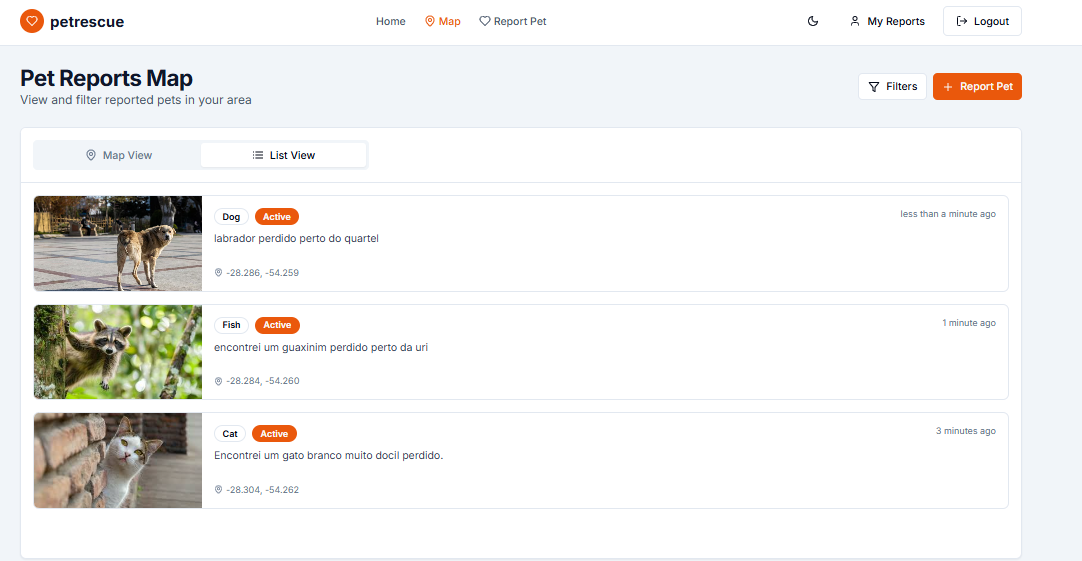 petrescue
Home
Map
Report Pet
My Reports
Logout
Pet Reports Map
View and filter reported pets in your area
Filters
+ Report Pet
Map View
List View
Dog
Active
less than a minute ago
labrador perdido perto do quartel
-28.286, -54.259
Fish
Active
1 minute ago
encontrei um guaxinim perdido perto da uri
-28.284, -54.260
Cat
Active
3 minutes ago
Encontrei um gato branco muito docil perdido.
-28.304, -54.262